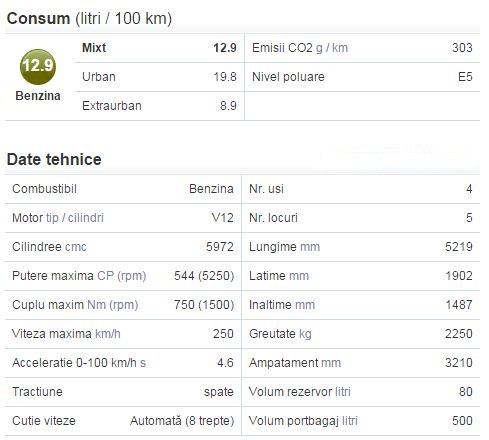 Consum (litri / 100 km)
12.9
Benzina
Mixt 12.9 Emisii CO2 g / km 303
Urban 19.8 Nivel poluare E5
Extraurban 8.9
Date tehnice
Combustibil Benzina Nr. usi 4
Motor tip / cilindri V12 Nr. locuri 5
Cilindree cmc 5972 Lungime mm 5219
Putere maxima CP (rpm) 544 (5250) Latime mm 1902
Cuplu maxim Nm (rpm) 750 (1500) Inaltime mm 1487
Viteza maxima km/h 250 Greutate kg 2250
Acceleratie 0-100 km/h s 4.6 Ampatament mm 3210
Tractiune spate Volum rezervor litri 80
Cutie viteze Automată (8 trepte) Volum portbagaj litri 500